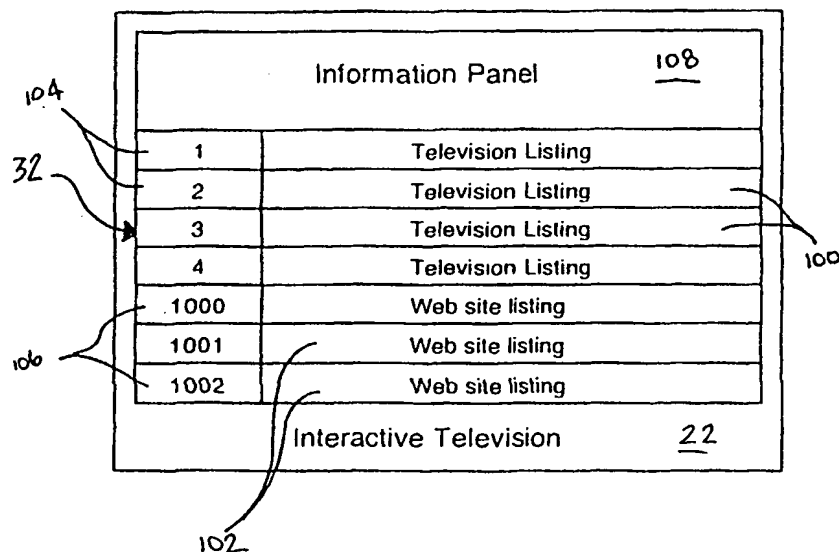 Information Panel 108
104
1 Television Listing
32
2 Television Listing
3 Television Listing
100
4 Television Listing
1000 Web site listing
106
1001 Web site listing
1002 Web site listing
Interactive Television 22
102